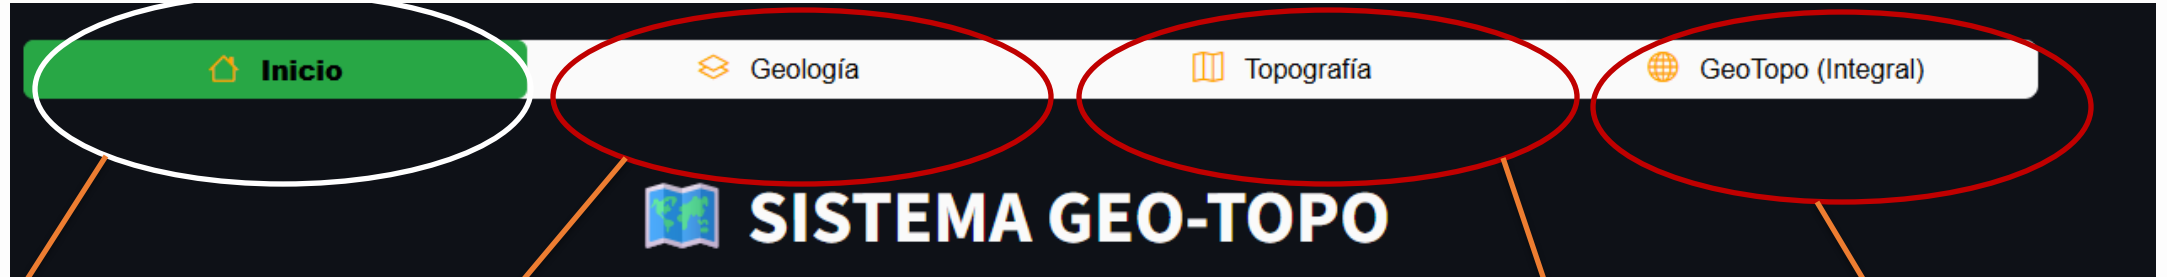 Inicio Geología Topografía GeoTopo (Integral)
SISTEMA GEO-TOPO